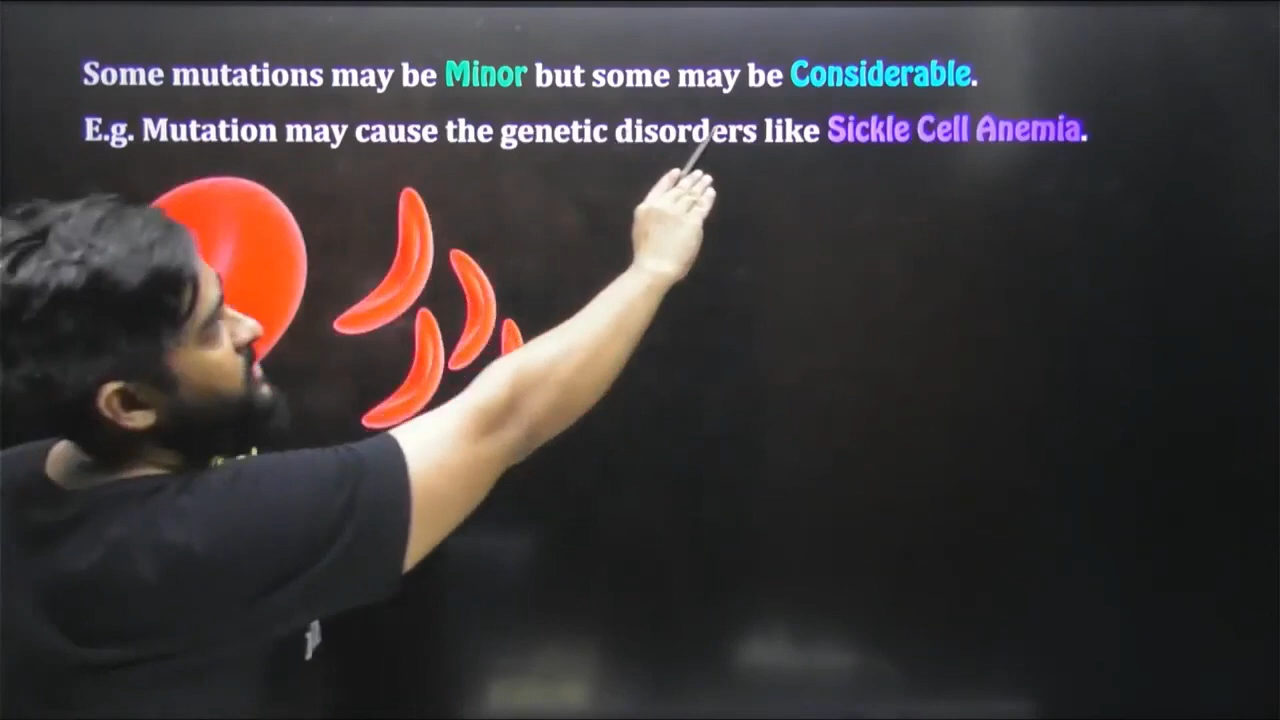 Some mutations may be Minor but some may be Considerable.
E.g. Mutation may cause the genetic disorders like Sickle Cell Anemia.